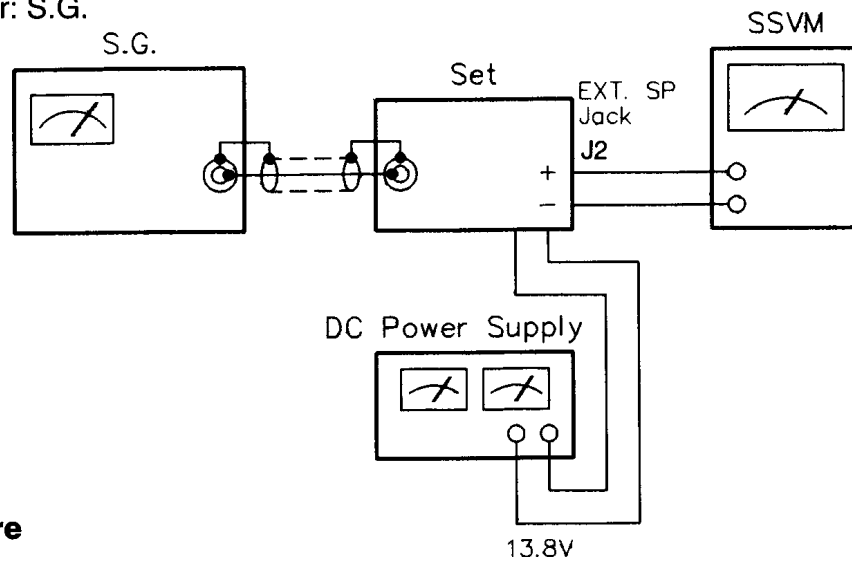 r: S.G.
S.G.
SSVM
Set
EXT. SP
Jack
J2
+
−
DC Power Supply
re
13.8V